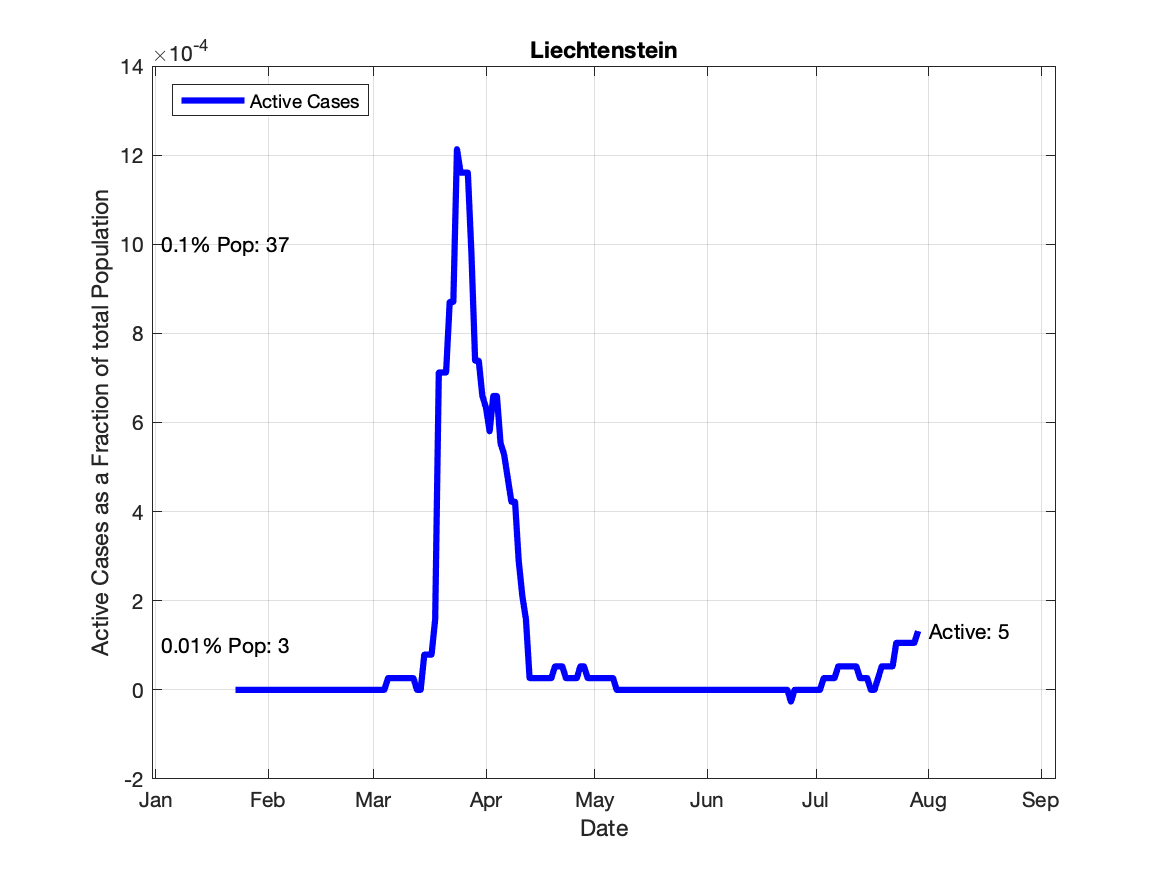 Liechtenstein
×10-4
14
12
10
8
6
4
2
0
-2
Active Cases
0.1% Pop: 37
0.01% Pop: 3
Active: 5
Active Cases as a Fraction of total Population
Jan Feb Mar Apr May Jun Jul Aug Sep
Date